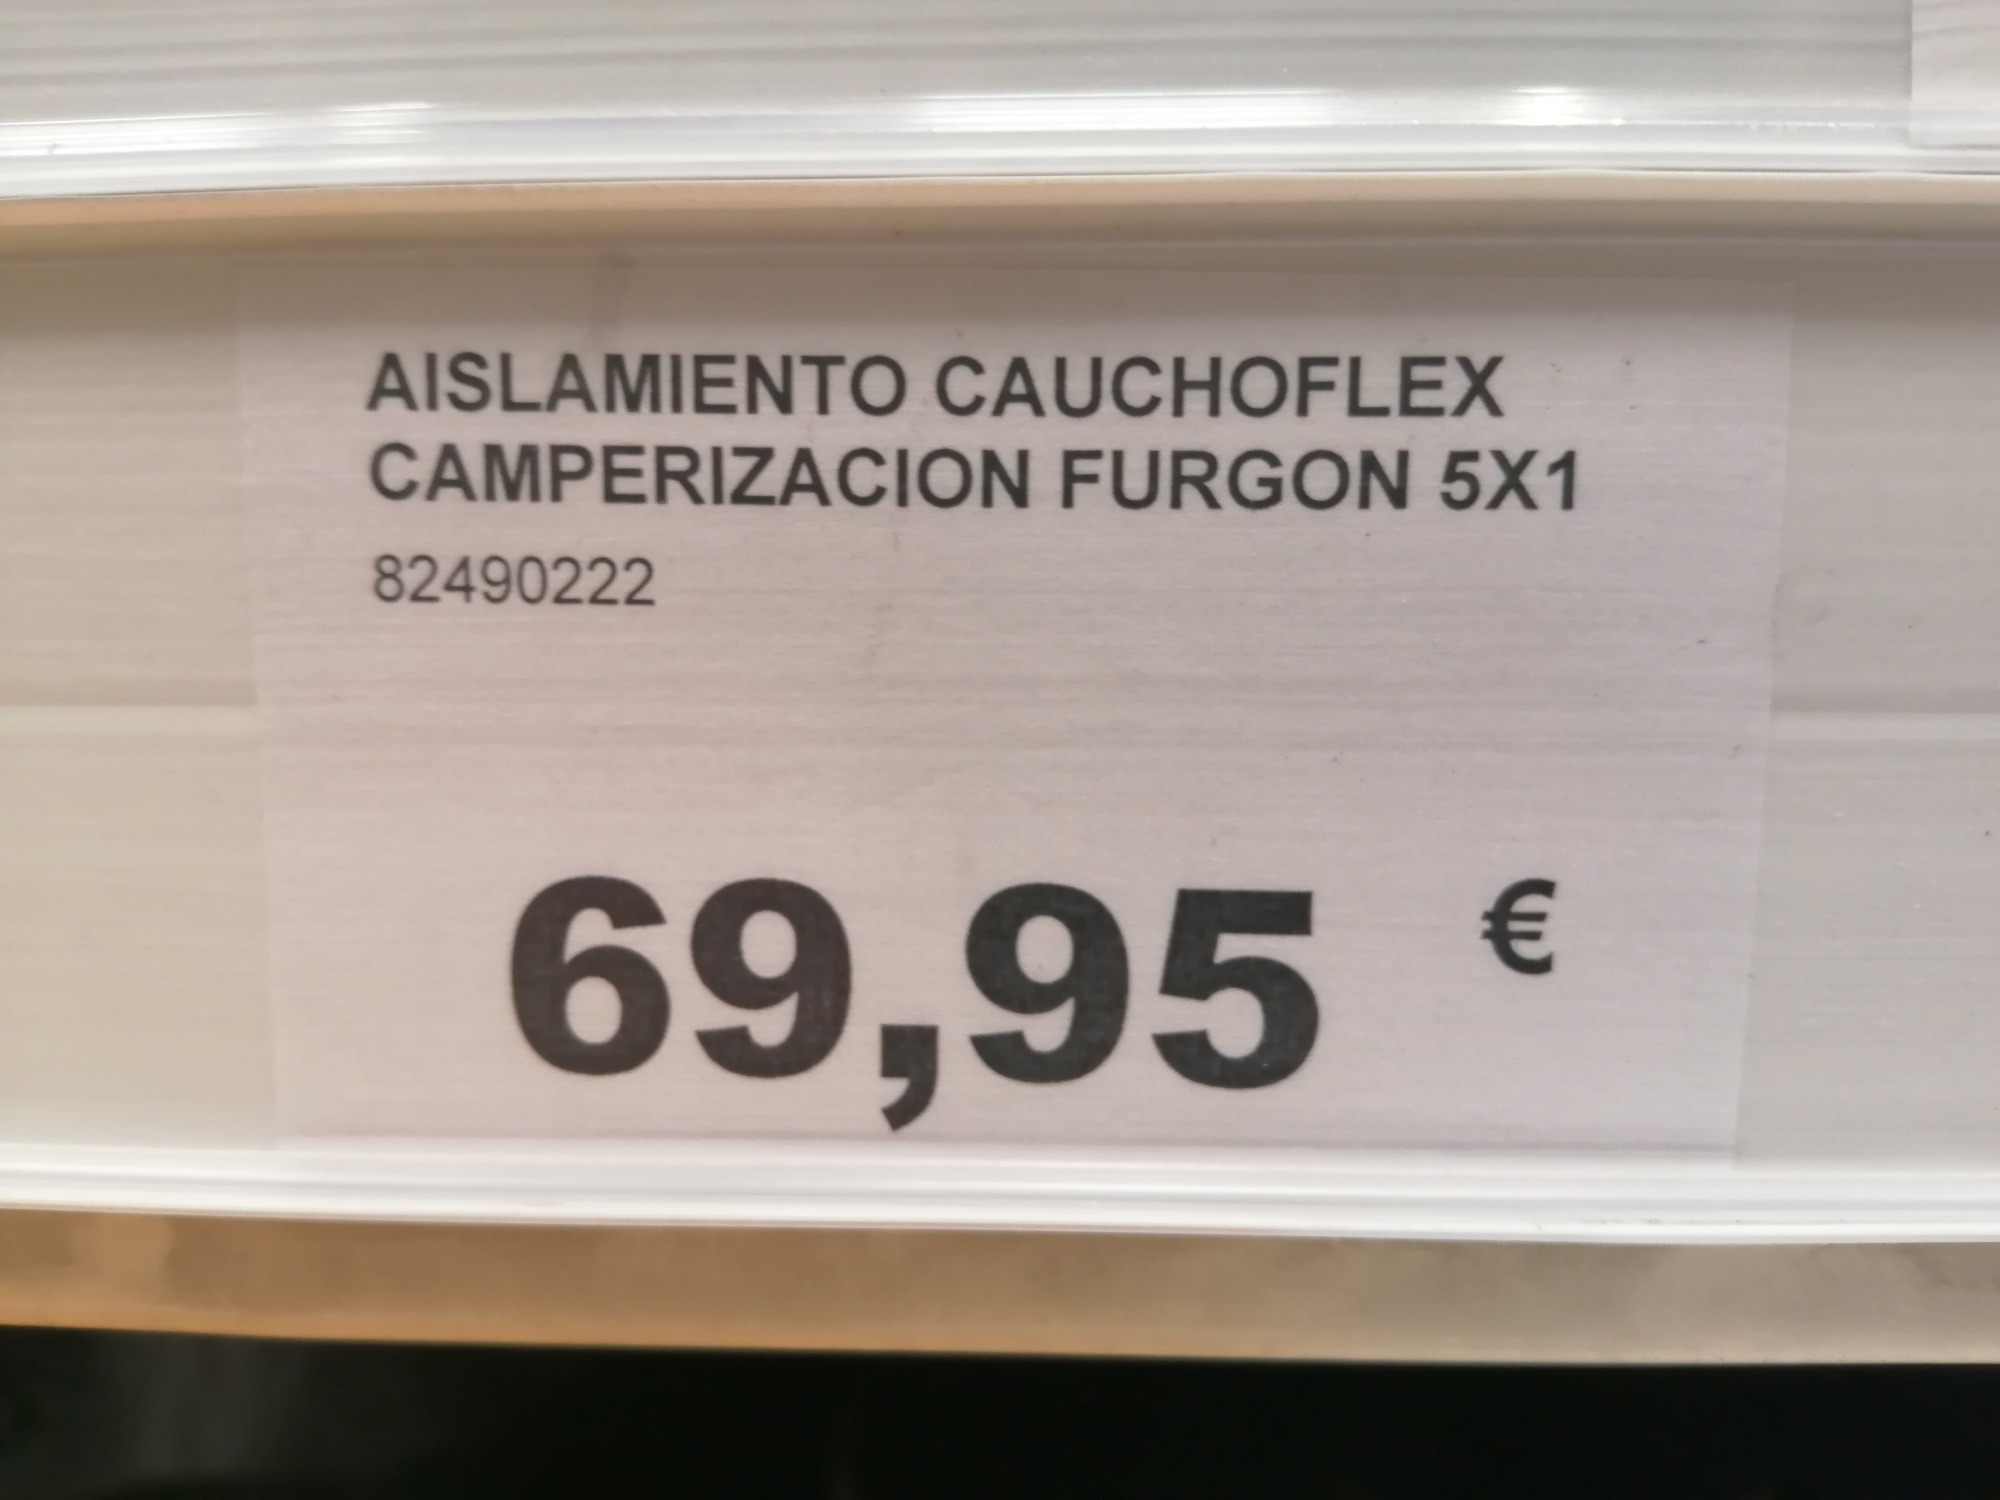 AISLAMIENTO CAUCHOFLEX
CAMPERIZACION FURGON 5X1
82490222
69,95 €